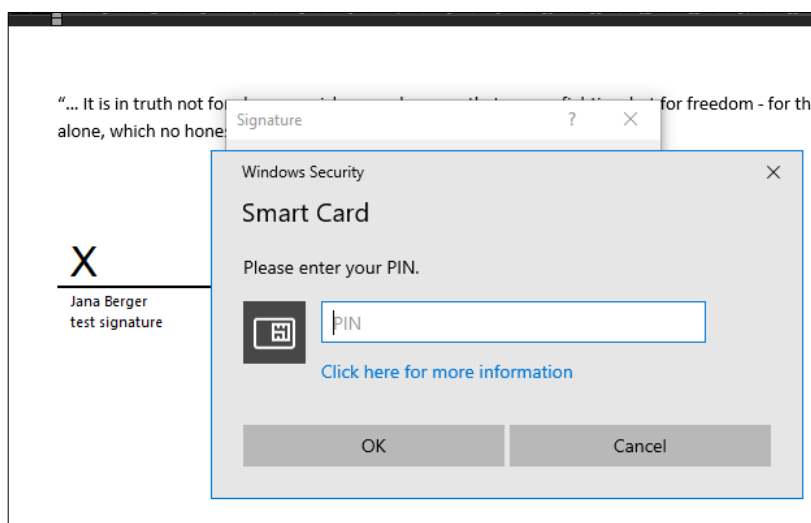 “... It is in truth not for for freedom - for th
Signature ? ×
alone, which no hones
Windows Security ×
Smart Card
X
Please enter your PIN.
Jana Berger
test signature
PIN
Click here for more information
OK Cancel